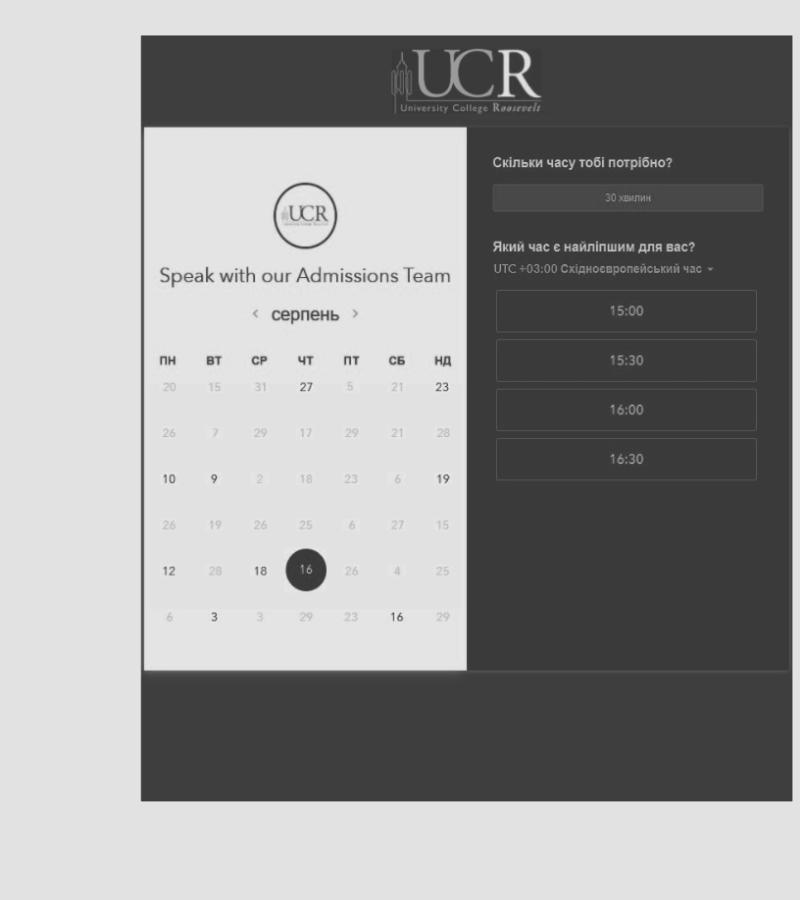 UCR
University College Roosevelt
UCR
Speak with our Admissions Team
‹ серпень ›
ПН ВТ СР ЧТ ПТ СБ НД
20 15 31 27 5 21 23
26 7 29 17 29 21 28
10 9 2 18 23 6 19
26 19 26 25 6 27 15
12 28 18 16 26 4 25
6 3 3 29 23 16 29
Скільки часу тобі потрібно?
30 хвилин
Який час є найліпшим для вас?
UTC +03:00 Східноєвропейський час
15:00
15:30
16:00
16:30